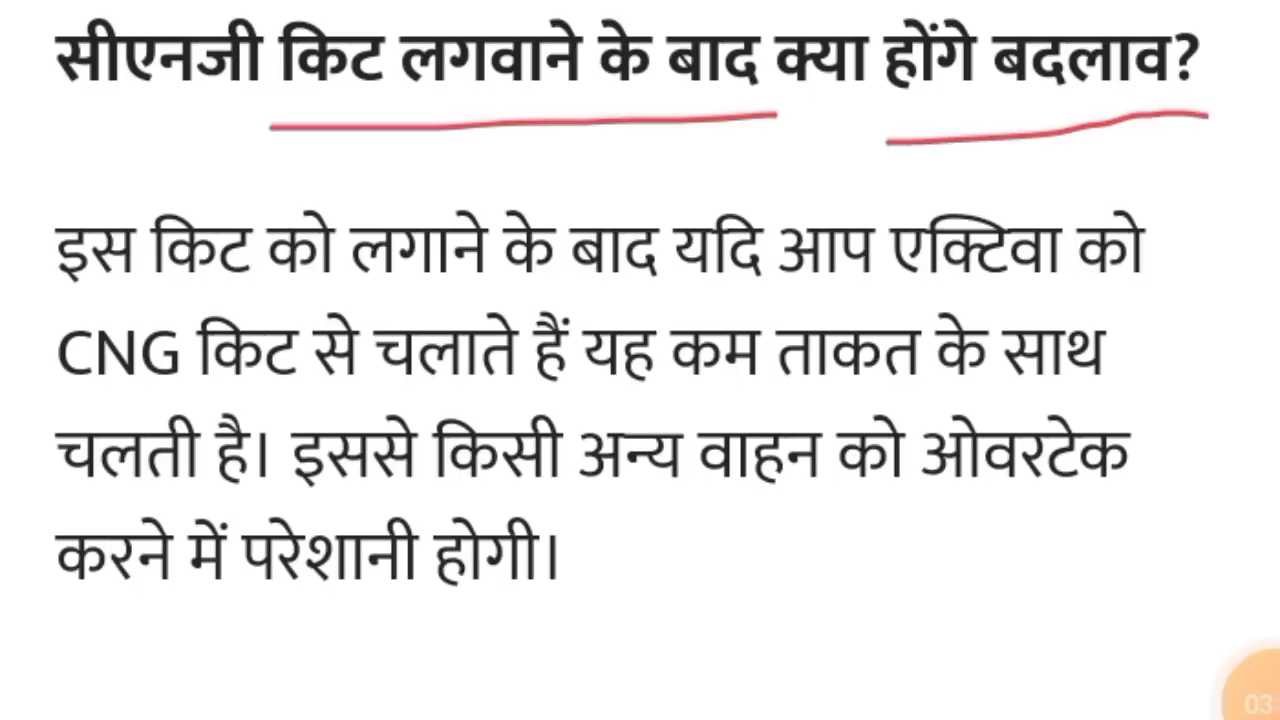 सीएनजी किट लगवाने के बाद क्या होंगे बदलाव?
इस किट को लगाने के बाद यदि आप एक्टिवा को
CNG किट से चलाते हैं यह कम ताकत के साथ
चलती है। इससे किसी अन्य वाहन को ओवरटेक
करने में परेशानी होगी।